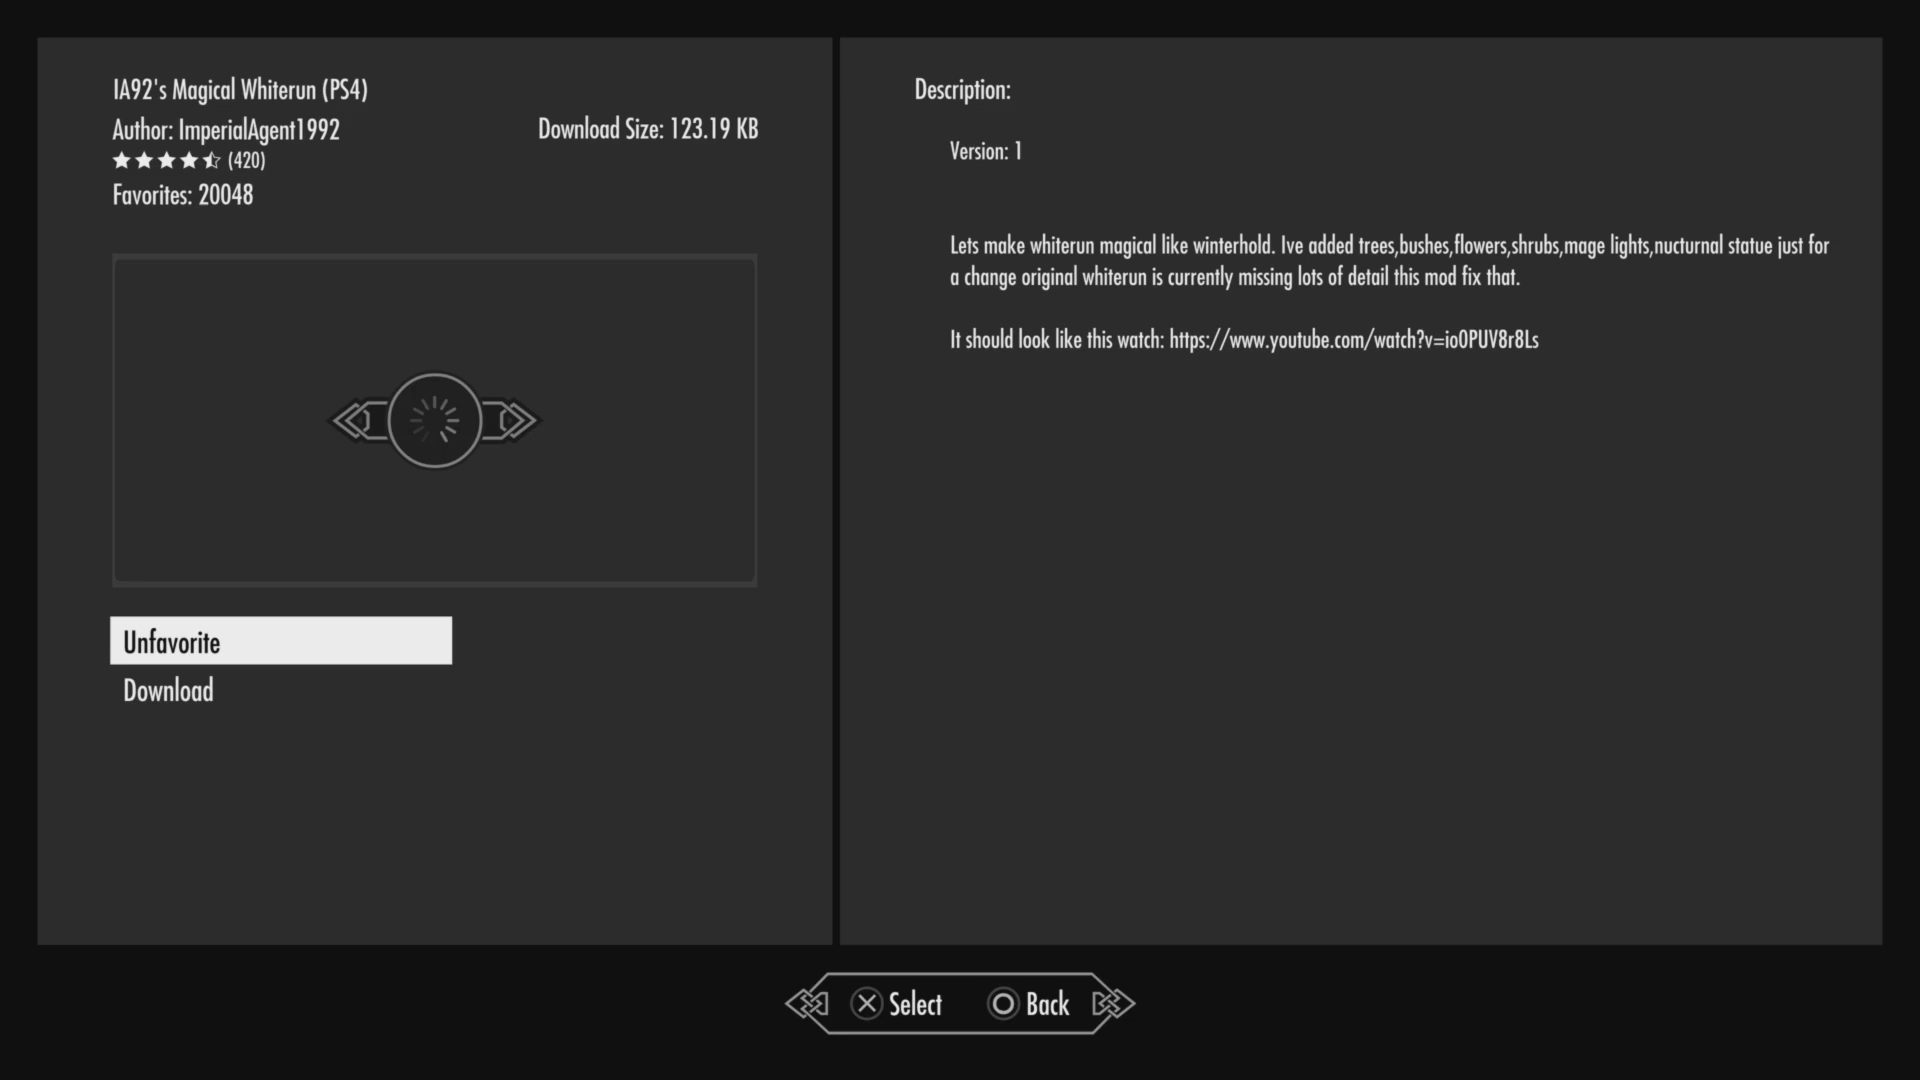 IA92's Magical Whiterun (PS4)
Author: ImperialAgent1992
Download Size: 123.19 KB
(420)
Favorites: 20048
Unfavorite
Download
Description:
Version: 1
Lets make whiterun magical like winterhold. Ive added trees,bushes,flowers,shrubs,mage lights,nucturnal statue just for
a change original whiterun is currently missing lots of detail this mod fix that.
It should look like this watch: https://www.youtube.com/watch?v=io0PUV8r8Ls
Select
Back